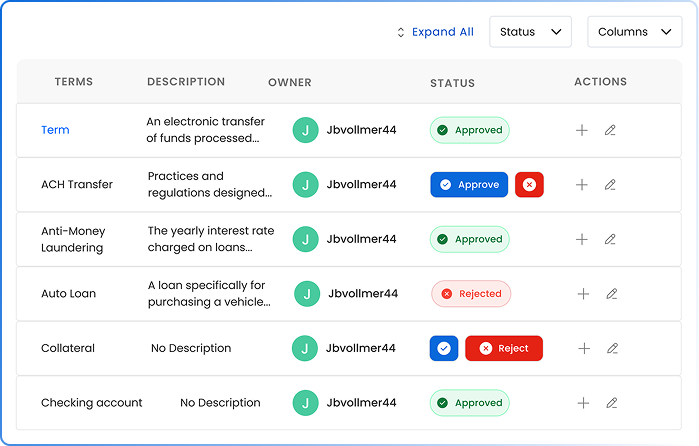 Expand All Status Columns
TERMS DESCRIPTION OWNER STATUS ACTIONS
Term An electronic transfer of funds processed... J Jbvollmer44 Approved
ACH Transfer Practices and regulations designed... J Jbvollmer44 Approve
Anti-Money Laundering The yearly interest rate charged on loans... J Jbvollmer44 Approved
Auto Loan A loan specifically for purchasing a vehicle... J Jbvollmer44 Rejected
Collateral No Description J Jbvollmer44 Reject
Checking account No Description J Jbvollmer44 Approved